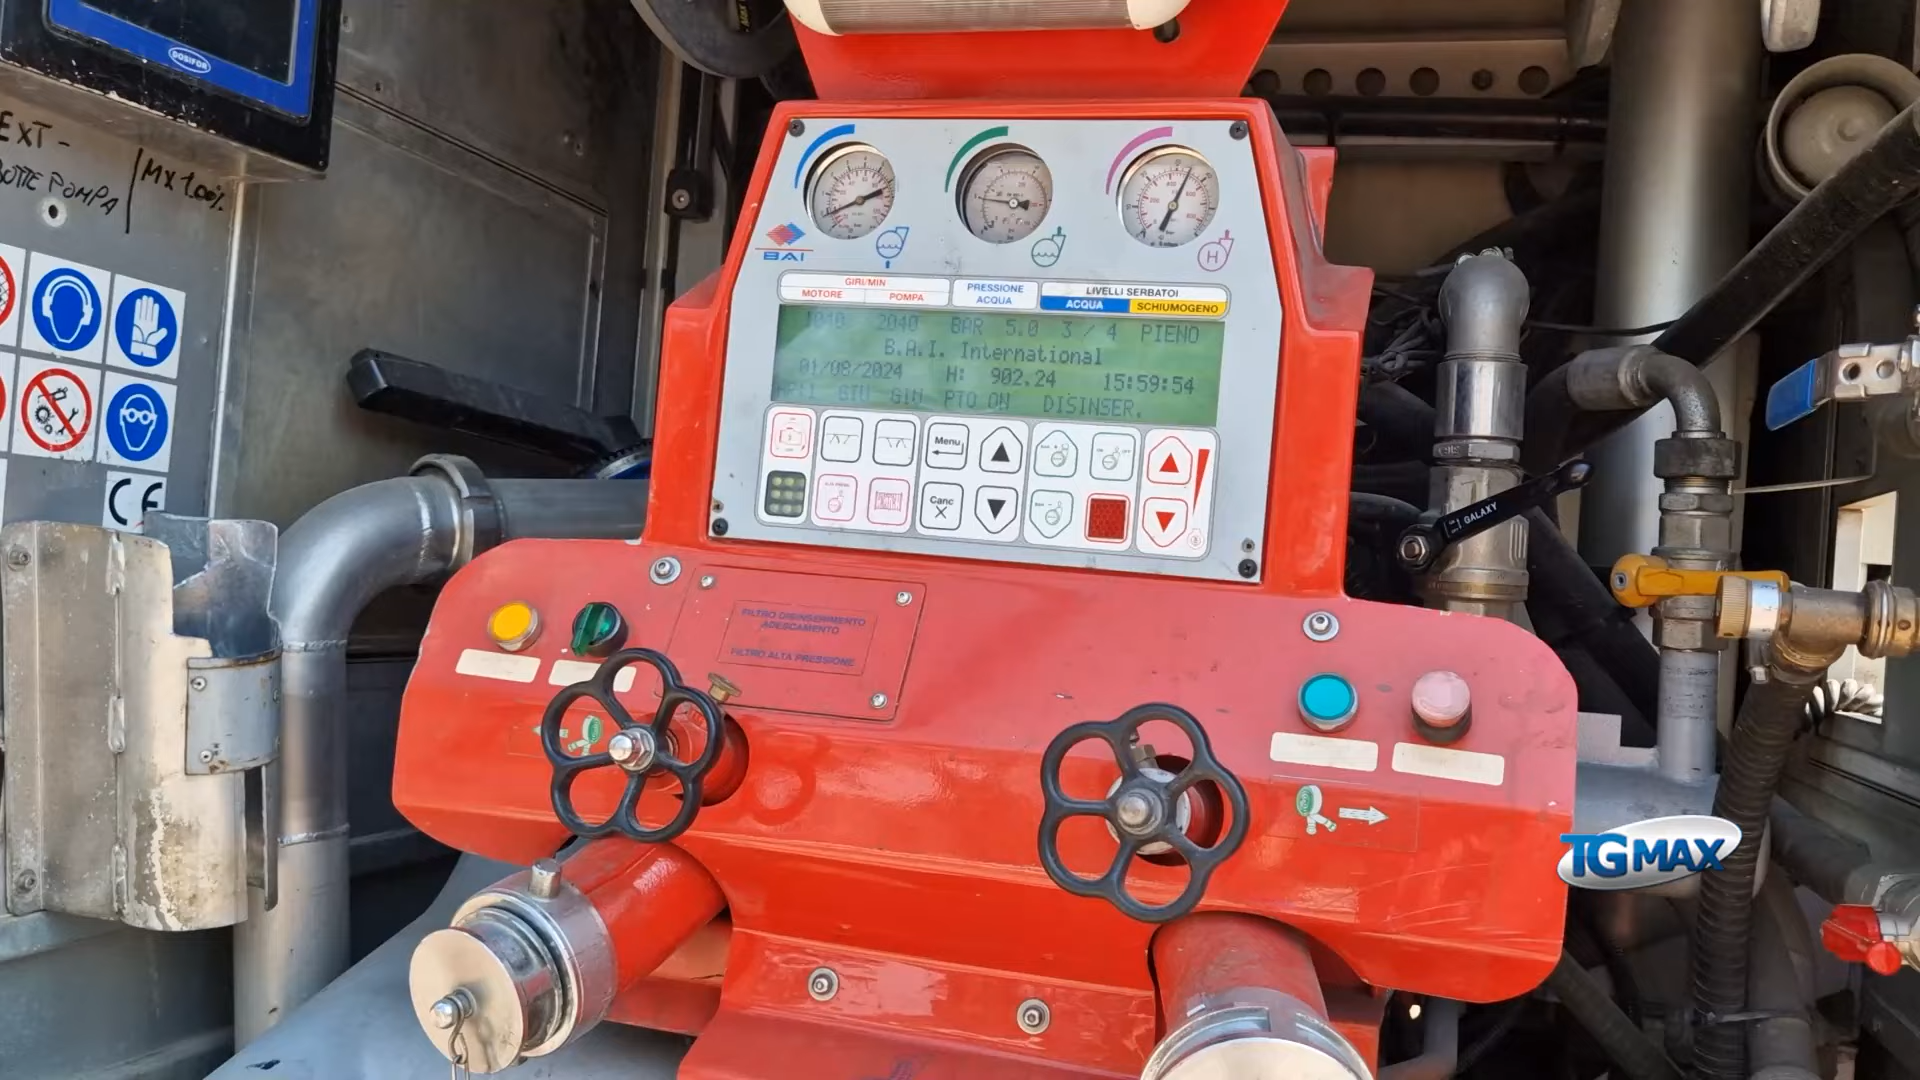 DOSIFOR
EXT -
BOTTE POMPA / MX 100%
BAI
GIRI/MIN
MOTORE POMPA
PRESSIONE
ACQUA
LIVELLI SERBATOI
ACQUA SCHIUMOGENO
2040 BAR 5.0 3 / 4 PIENO
B.A.I. International
01/08/2024 H: 902.24 15:59:54
PTO ON DISINSER.
Menu
Canc
X
H
CE
GALAXY
FILTRO DISINSERIMENTO
ADESCAMENTO
FILTRO ALTA PRESSIONE
TGMAX